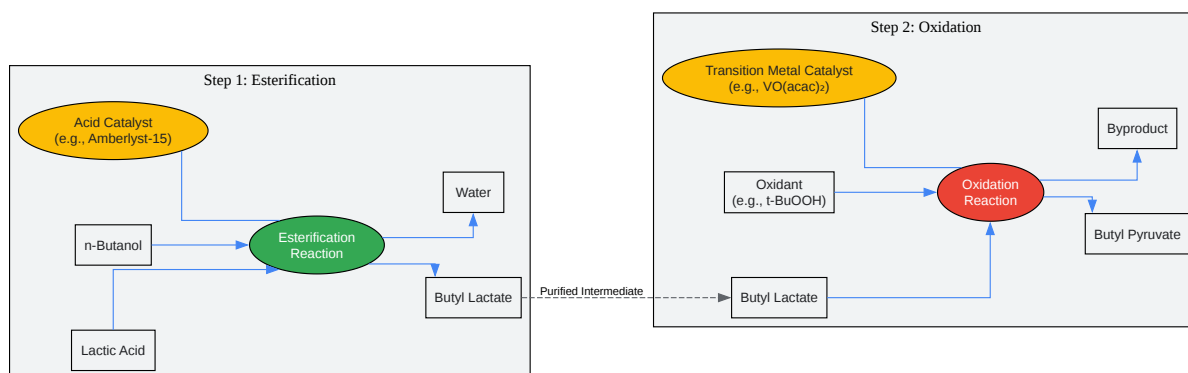 Step 1: Esterification
Acid Catalyst
(e.g., Amberlyst-15)
n-Butanol
Lactic Acid
Esterification
Reaction
Water
Butyl Lactate
Purified Intermediate
Step 2: Oxidation
Transition Metal Catalyst
(e.g., VO(acac)₂)
Oxidant
(e.g., t-BuOOH)
Butyl Lactate
Oxidation
Reaction
Byproduct
Butyl Pyruvate